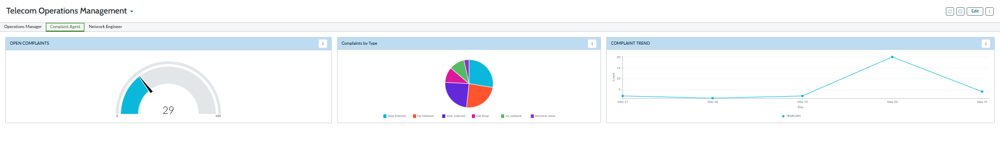 Telecom Operations Management
Edit
Operations Manager Complaint Agent Network Engineer
OPEN COMPLAINTS
29
0 100
Complaints by Type
Slow Internet No Network slow_internet Call Drop no_network technical_issue
COMPLAINT TREND
20
15
10
5
Count
May 17 May 18 May 19 May 20 May 21
Day
TELECOM